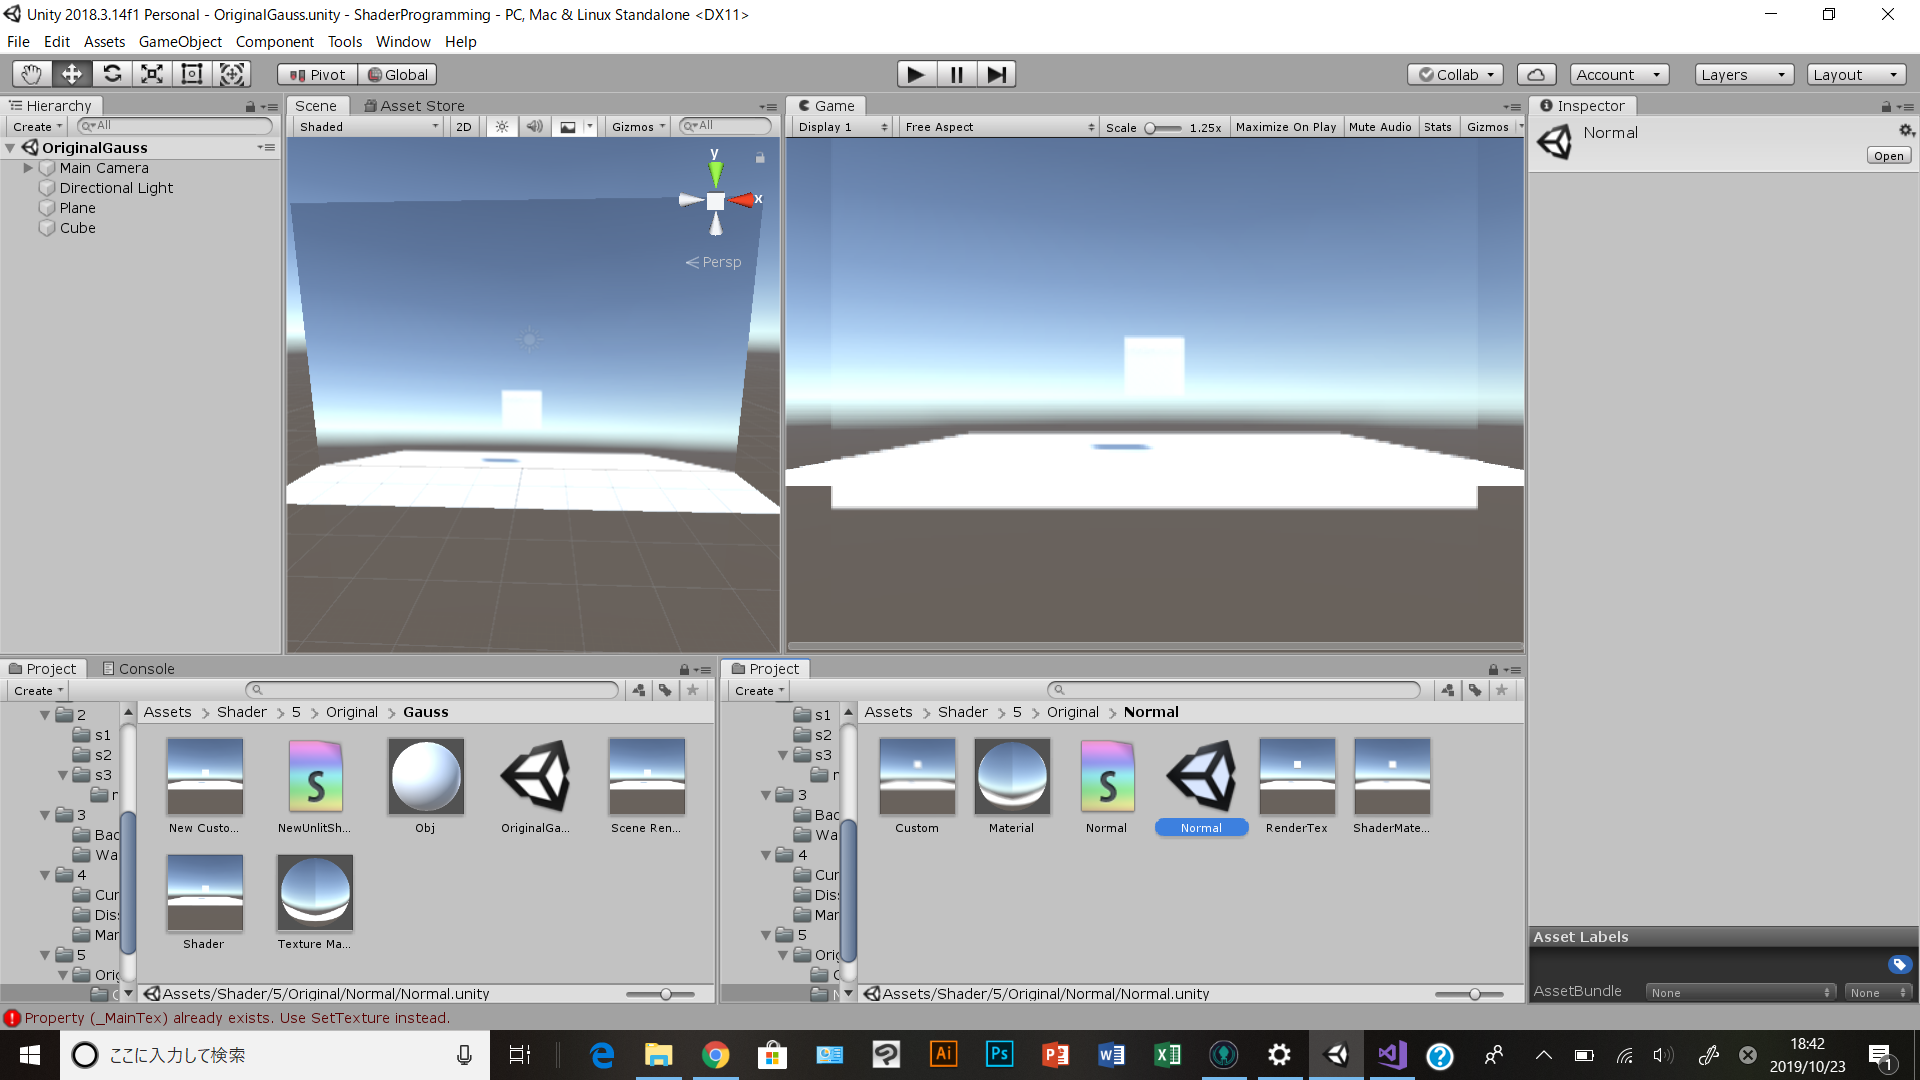 Unity 2018.3.14f1 Personal - OriginalGauss.unity - ShaderProgramming - PC, Mac & Linux Standalone <DX11>
File Edit Assets GameObject Component Tools Window Help
Pivot Global Collab Account Layers Layout
Hierarchy
Create All
OriginalGauss
Main Camera
Directional Light
Plane
Cube
Scene Asset Store
Shaded 2D Gizmos All
y
x
Persp
Game
Display 1 Free Aspect Scale 1.25x Maximize On Play Mute Audio Stats Gizmos
Inspector
Normal
Open
Project Console
Create
2
s1
s2
s3
3
Bac
Wa
4
Cur
Dis
Mar
5
Orig
Assets > Shader > 5 > Original > Gauss
New Custo... NewUnlitSh... Obj OriginalGa... Scene Ren...
Shader Texture Ma...
Assets/Shader/5/Original/Normal/Normal.unity
Project
Create
s1
s2
s3
3
Bac
Wa
4
Cur
Dis
Mar
5
Orig
Assets > Shader > 5 > Original > Normal
Custom Material Normal Normal RenderTex ShaderMate...
Assets/Shader/5/Original/Normal/Normal.unity
Asset Labels
AssetBundle None None
Property (_MainTex) already exists. Use SetTexture instead.
ここに入力して検索
Ai Ps
18:42
2019/10/23
1